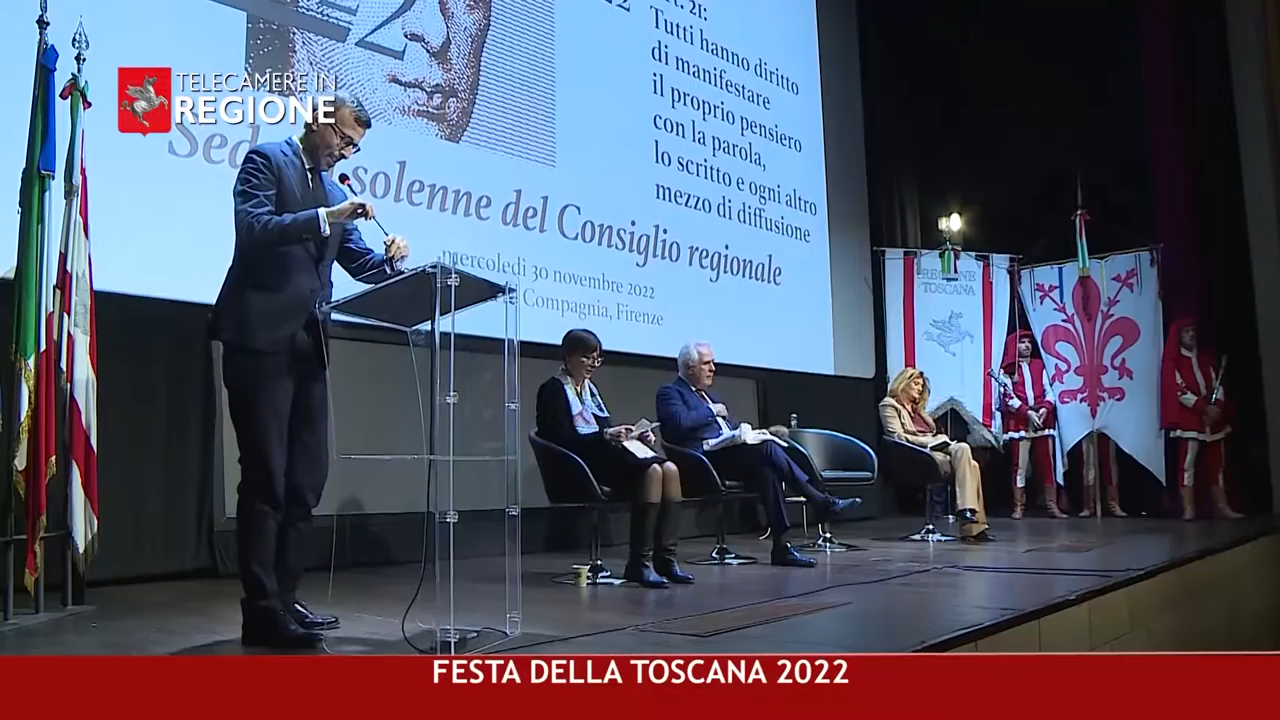 TELECAMERE IN
REGIONE
21:
Tutti hanno diritto
di manifestare
il proprio pensiero
con la parola,
lo scritto e ogni altro
mezzo di diffusione
solenne del Consiglio regionale
mercoledì 30 novembre 2022
Compagnia, Firenze
REGIONE
TOSCANA
FESTA DELLA TOSCANA 2022